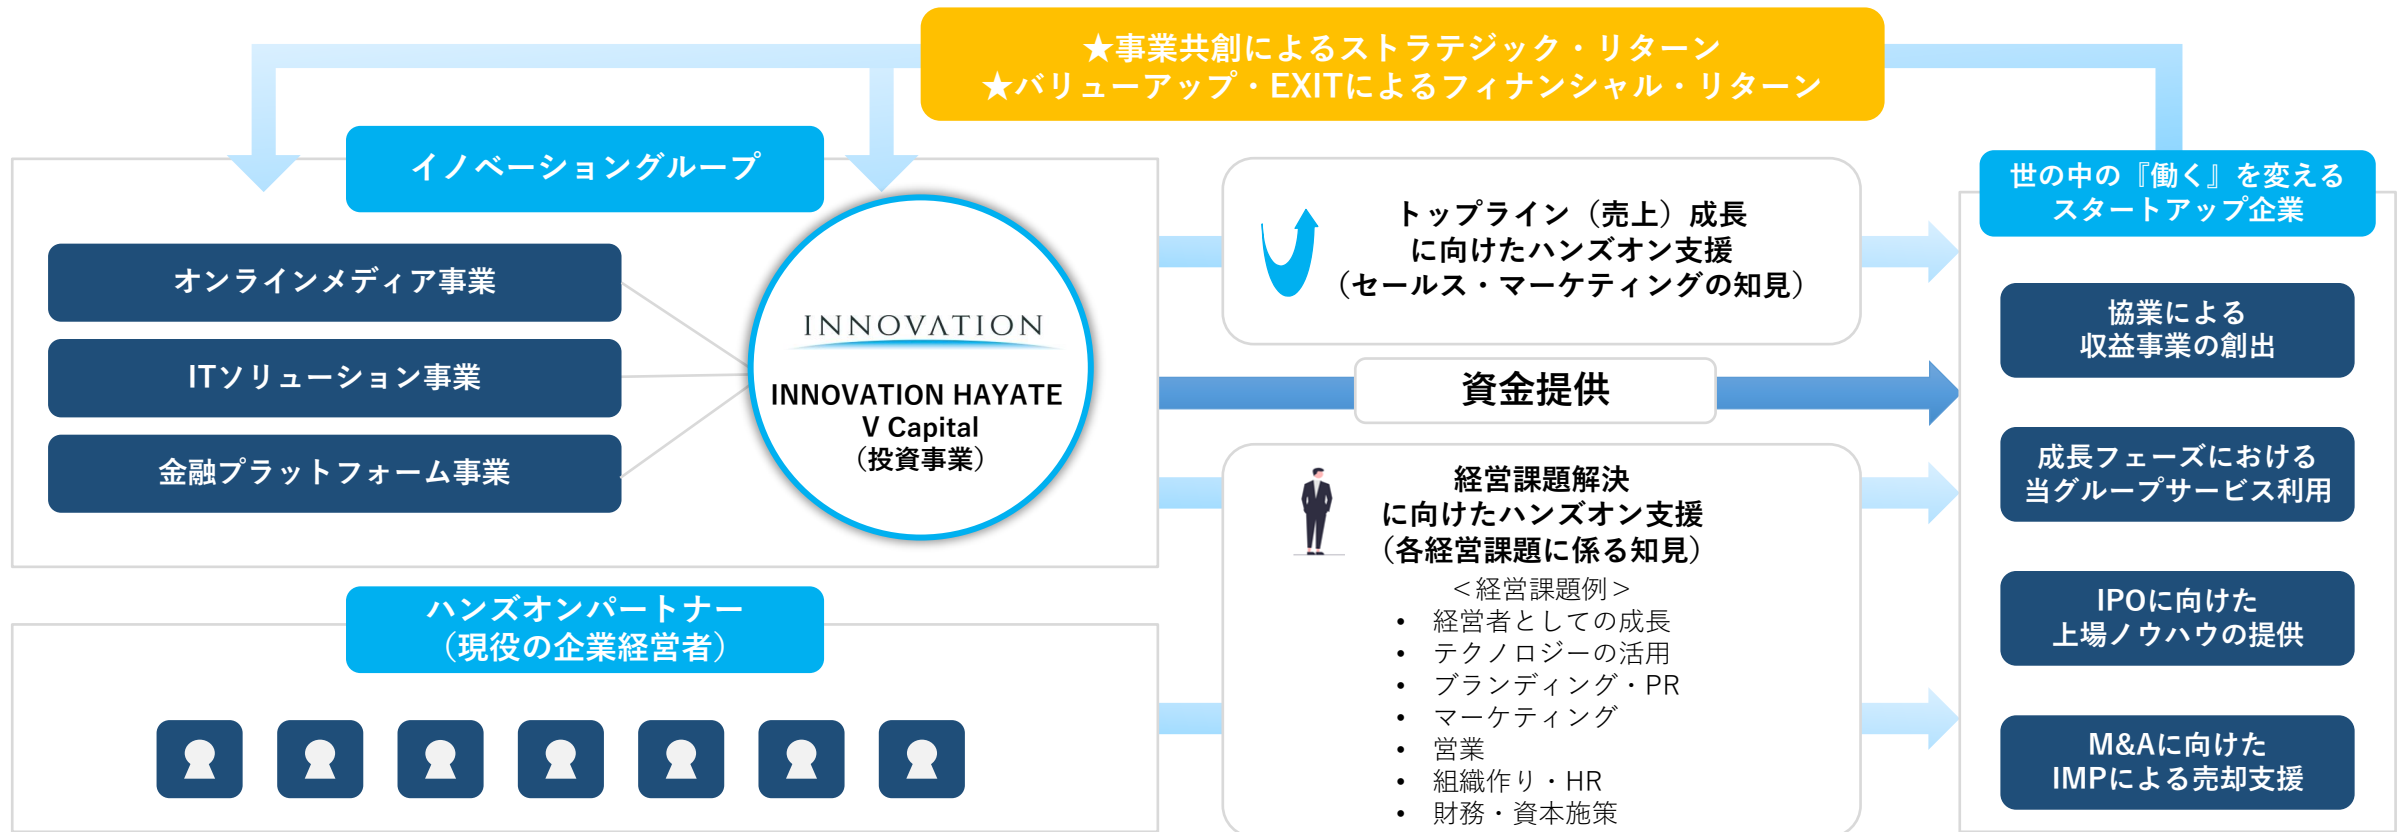 ★事業共創によるストラテジック・リターン
★バリューアップ・EXITによるフィナンシャル・リターン
イノベーショングループ
オンラインメディア事業
ITソリューション事業
金融プラットフォーム事業
INNOVATION
INNOVATION HAYATE
V Capital
（投資事業）
ハンズオンパートナー
（現役の企業経営者）
トップライン（売上）成長
に向けたハンズオン支援
（セールス・マーケティングの知見）
資金提供
経営課題解決
に向けたハンズオン支援
（各経営課題に係る知見）
＜経営課題例＞
• 経営者としての成長
• テクノロジーの活用
• ブランディング・PR
• マーケティング
• 営業
• 組織作り・HR
• 財務・資本施策
世の中の『働く』を変える
スタートアップ企業
協業による
収益事業の創出
成長フェーズにおける
当グループサービス利用
IPOに向けた
上場ノウハウの提供
M&Aに向けた
IMPによる売却支援